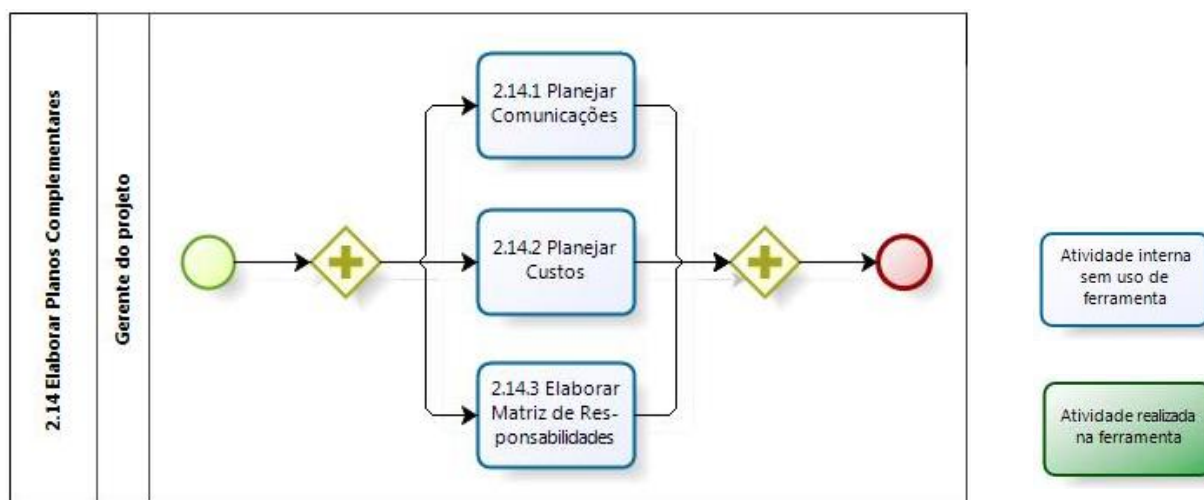 2.14 Elaborar Planos Complementares
Gerente do projeto
2.14.1 Planejar
Comunicações
2.14.2 Planejar
Custos
2.14.3 Elaborar
Matriz de Res-
ponsabilidades
Atividade interna
sem uso de
ferramenta
Atividade realizada
na ferramenta